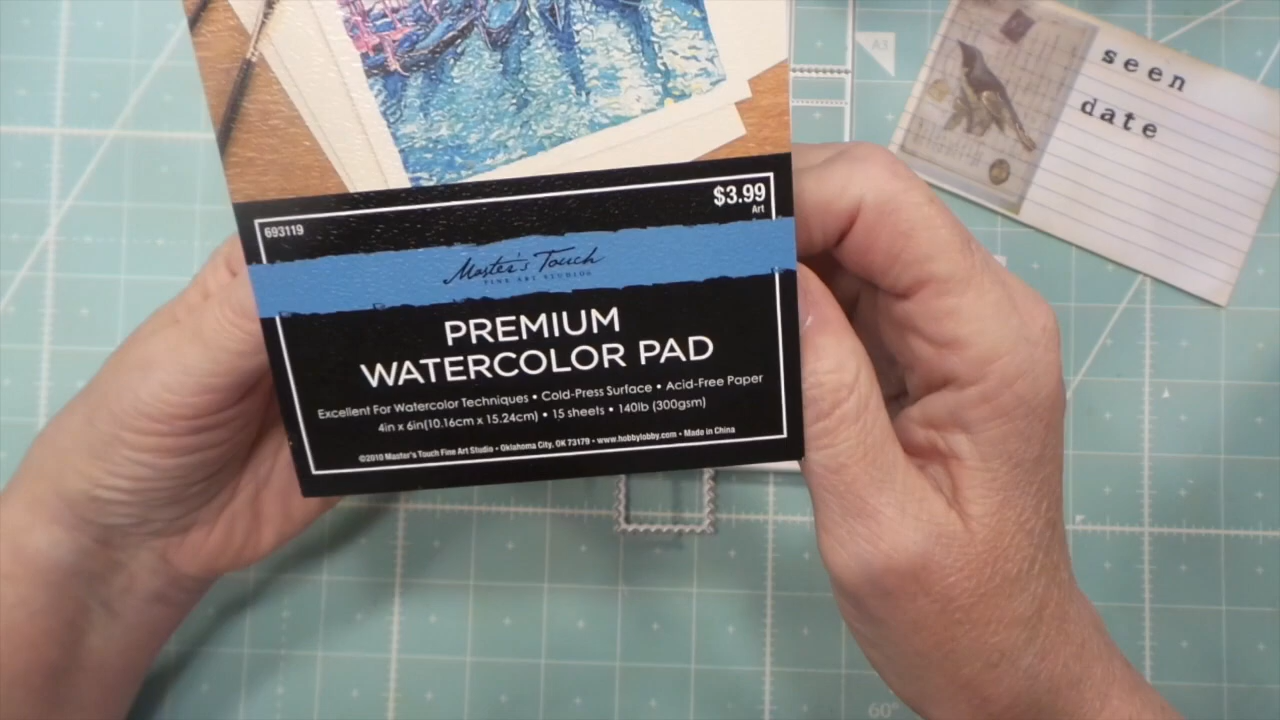 A3
seen
date
$3.99
Art
693119
Master's Touch
FINE ART STUDIOS
PREMIUM
WATERCOLOR PAD
Excellent For Watercolor Techniques • Cold-Press Surface • Acid-Free Paper
4in x 6in(10.16cm x 15.24cm) • 15 sheets • 140lb (300gsm)
©2010 Master's Touch Fine Art Studio • Oklahoma City, OK 73179 • www.hobbylobby.com • Made in China
60°